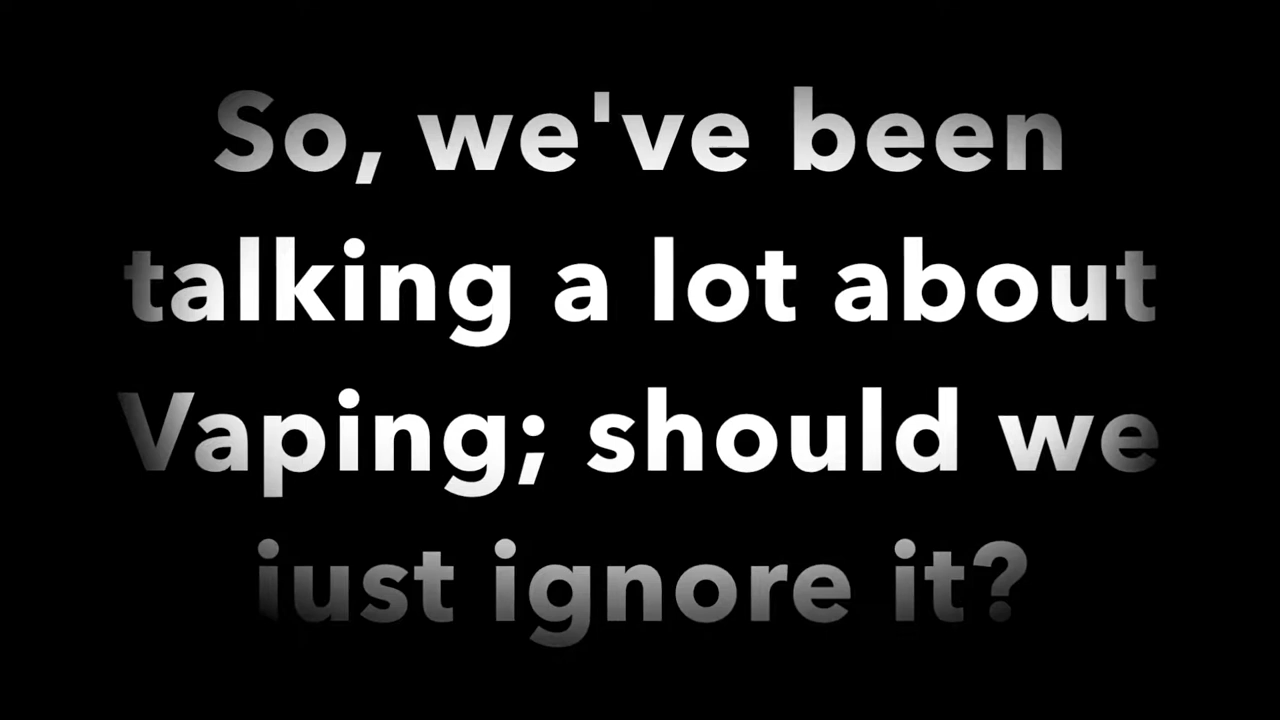 So, we've been
talking a lot about
Vaping; should we
just ignore it?